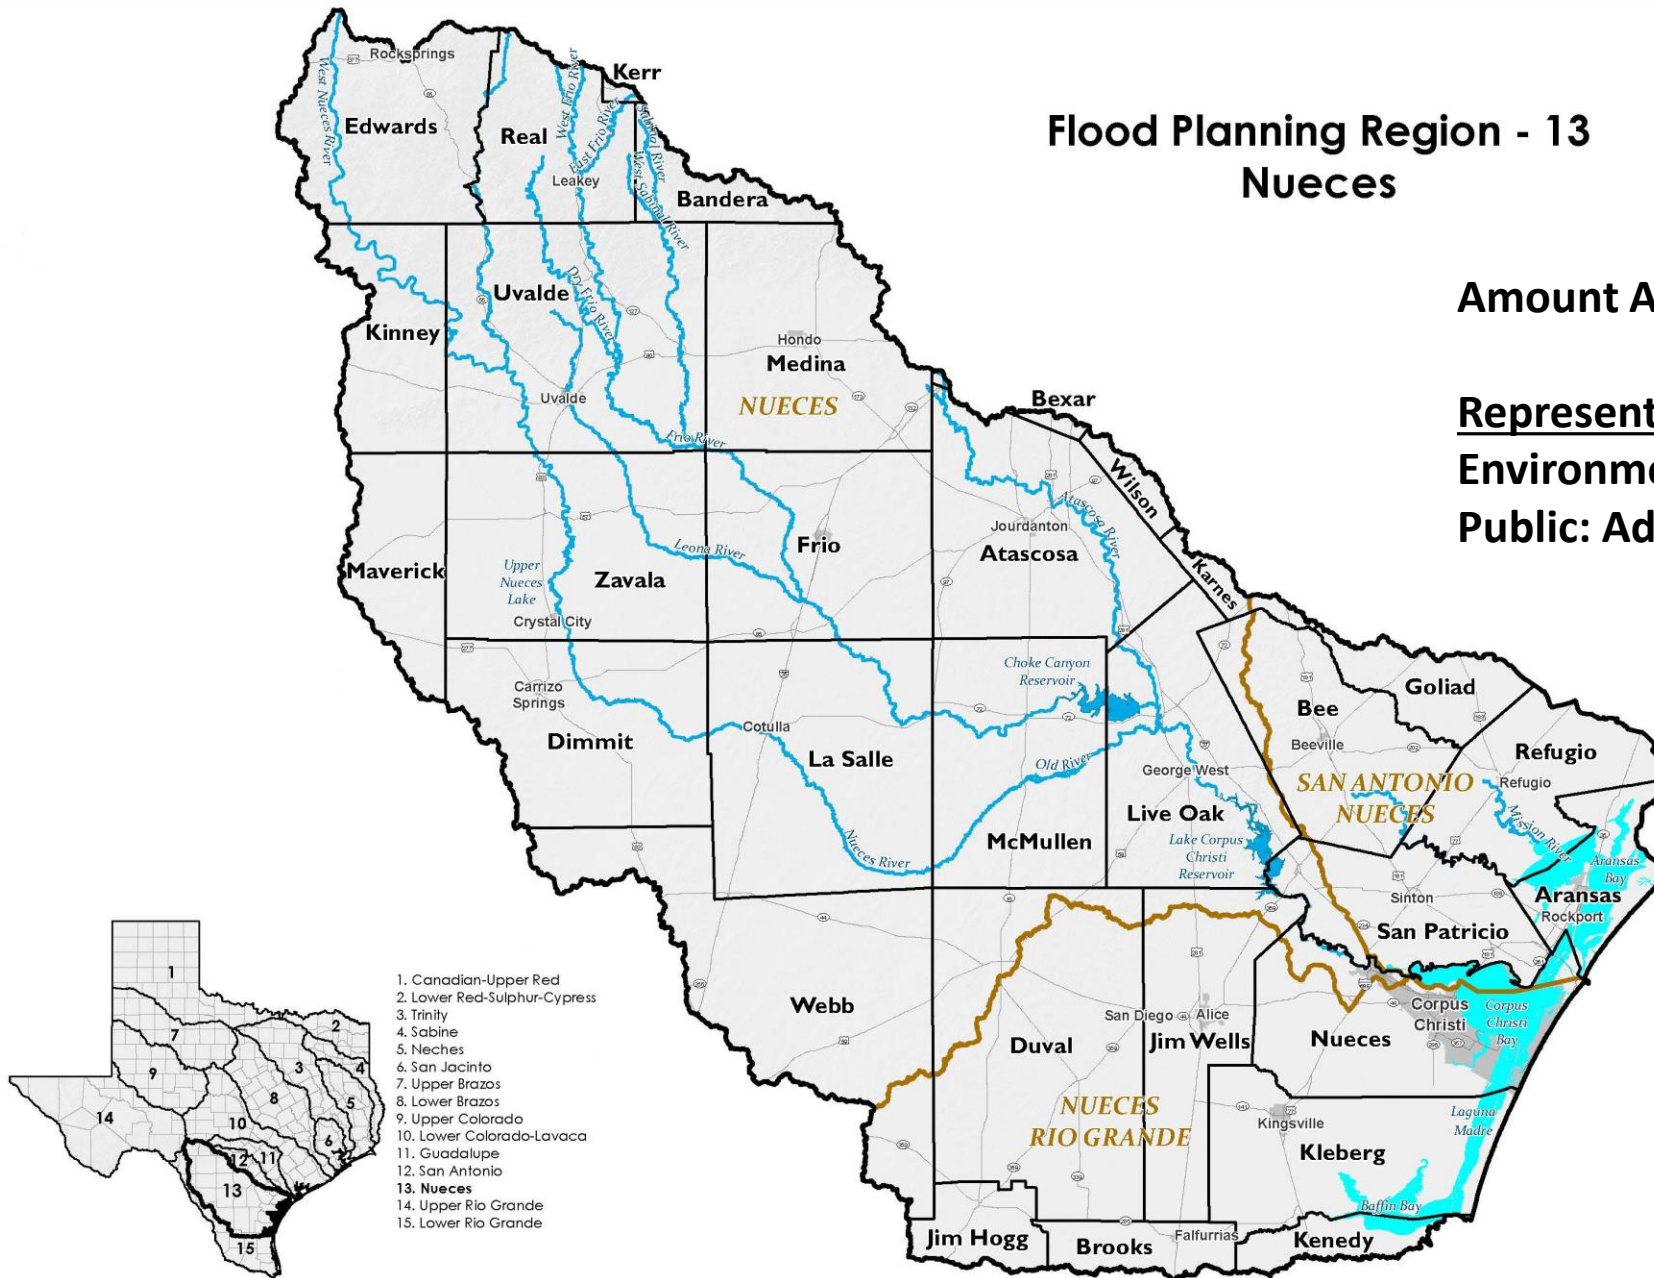 Flood Planning Region - 13
Nueces
Amount A
Represent
Environme
Public: Ad
Rocksprings
Kerr
West Nueces River
Edwards
Real
West Frio River
East Frio River
Sabinal River
West Sabinal River
Leakey
Bandera
Uvalde
Dry Frio River
Kinney
Hondo
Medina
NUECES
Uvalde
Bexar
Frio River
Wilson
Atascosa River
Jourdanton
Atascosa
Frio
Leona River
Maverick
Upper
Nueces
Lake
Zavala
Karnes
Crystal City
Choke Canyon
Reservoir
Carrizo
Springs
Goliad
Bee
Cotulla
Dimmit
La Salle
Beeville
Refugio
Old River
George West
SAN ANTONIO
NUECES
Refugio
Live Oak
McMullen
Mission River
Nueces River
Lake Corpus
Christi
Reservoir
Aransas
Bay
Sinton
Aransas
Rockport
San Patricio
Webb
Corpus
Christi
Corpus
Christi
Bay
San Diego
Alice
Duval
Jim Wells
Nueces
NUECES
RIO GRANDE
Kingsville
Laguna
Madre
Kleberg
Baffin Bay
Jim Hogg
Brooks
Falfurrias
Kenedy
1
2
3
4
5
6
7
8
9
10
11
12
13
14
15
1. Canadian-Upper Red
2. Lower Red-Sulphur-Cypress
3. Trinity
4. Sabine
5. Neches
6. San Jacinto
7. Upper Brazos
8. Lower Brazos
9. Upper Colorado
10. Lower Colorado-Lavaca
11. Guadalupe
12. San Antonio
13. Nueces
14. Upper Rio Grande
15. Lower Rio Grande